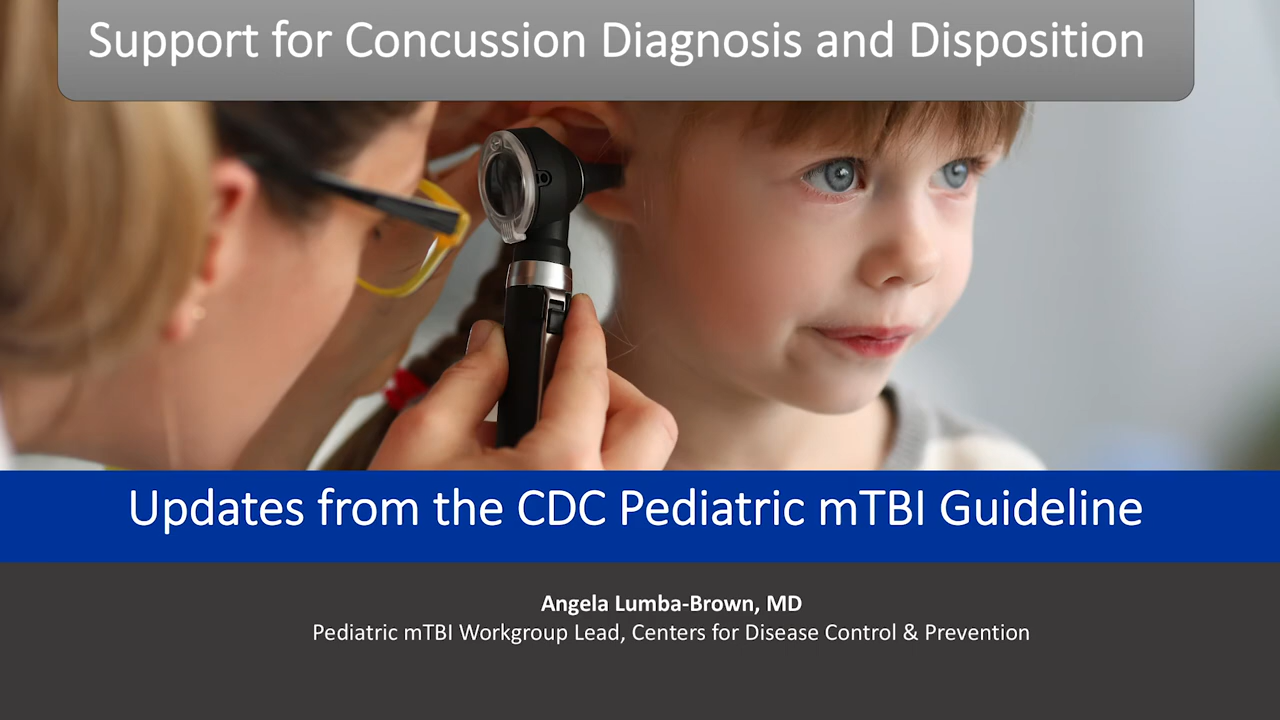 Support for Concussion Diagnosis and Disposition
Updates from the CDC Pediatric mTBI Guideline
Angela Lumba-Brown, MD
Pediatric mTBI Workgroup Lead, Centers for Disease Control & Prevention